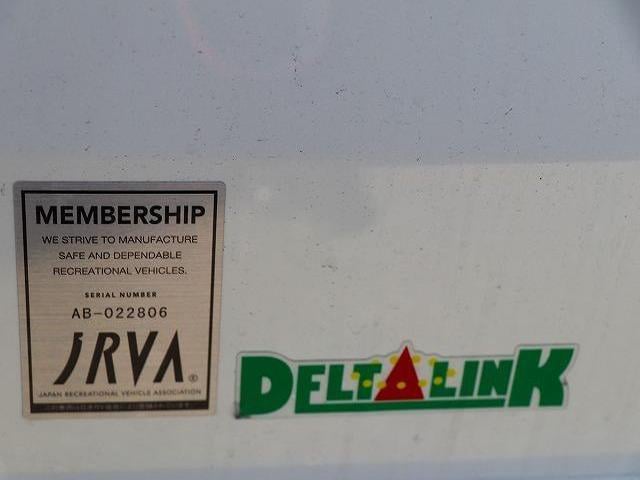 MEMBERSHIP
WE STRIVE TO MANUFACTURE
SAFE AND DEPENDABLE
RECREATIONAL VEHICLES.
SERIAL NUMBER
AB-022806
JRVA®
JAPAN RECREATIONAL VEHICLE ASSOCIATION
DELTALINK